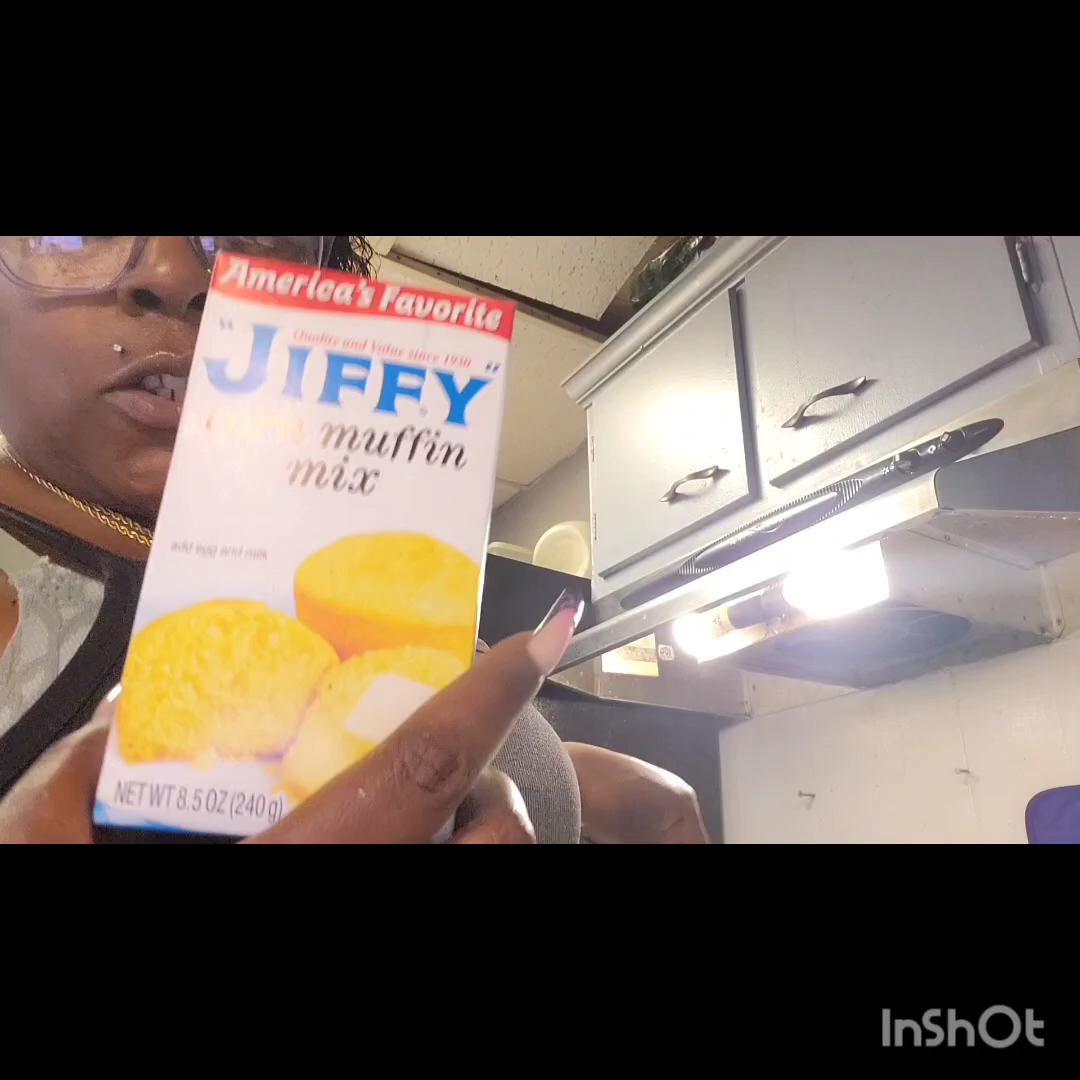 America's Favorite
Quality and Value since 1930
"JIFFY"
corn muffin
mix
add egg and milk
NET WT 8.5 OZ (240 g)
InShOt